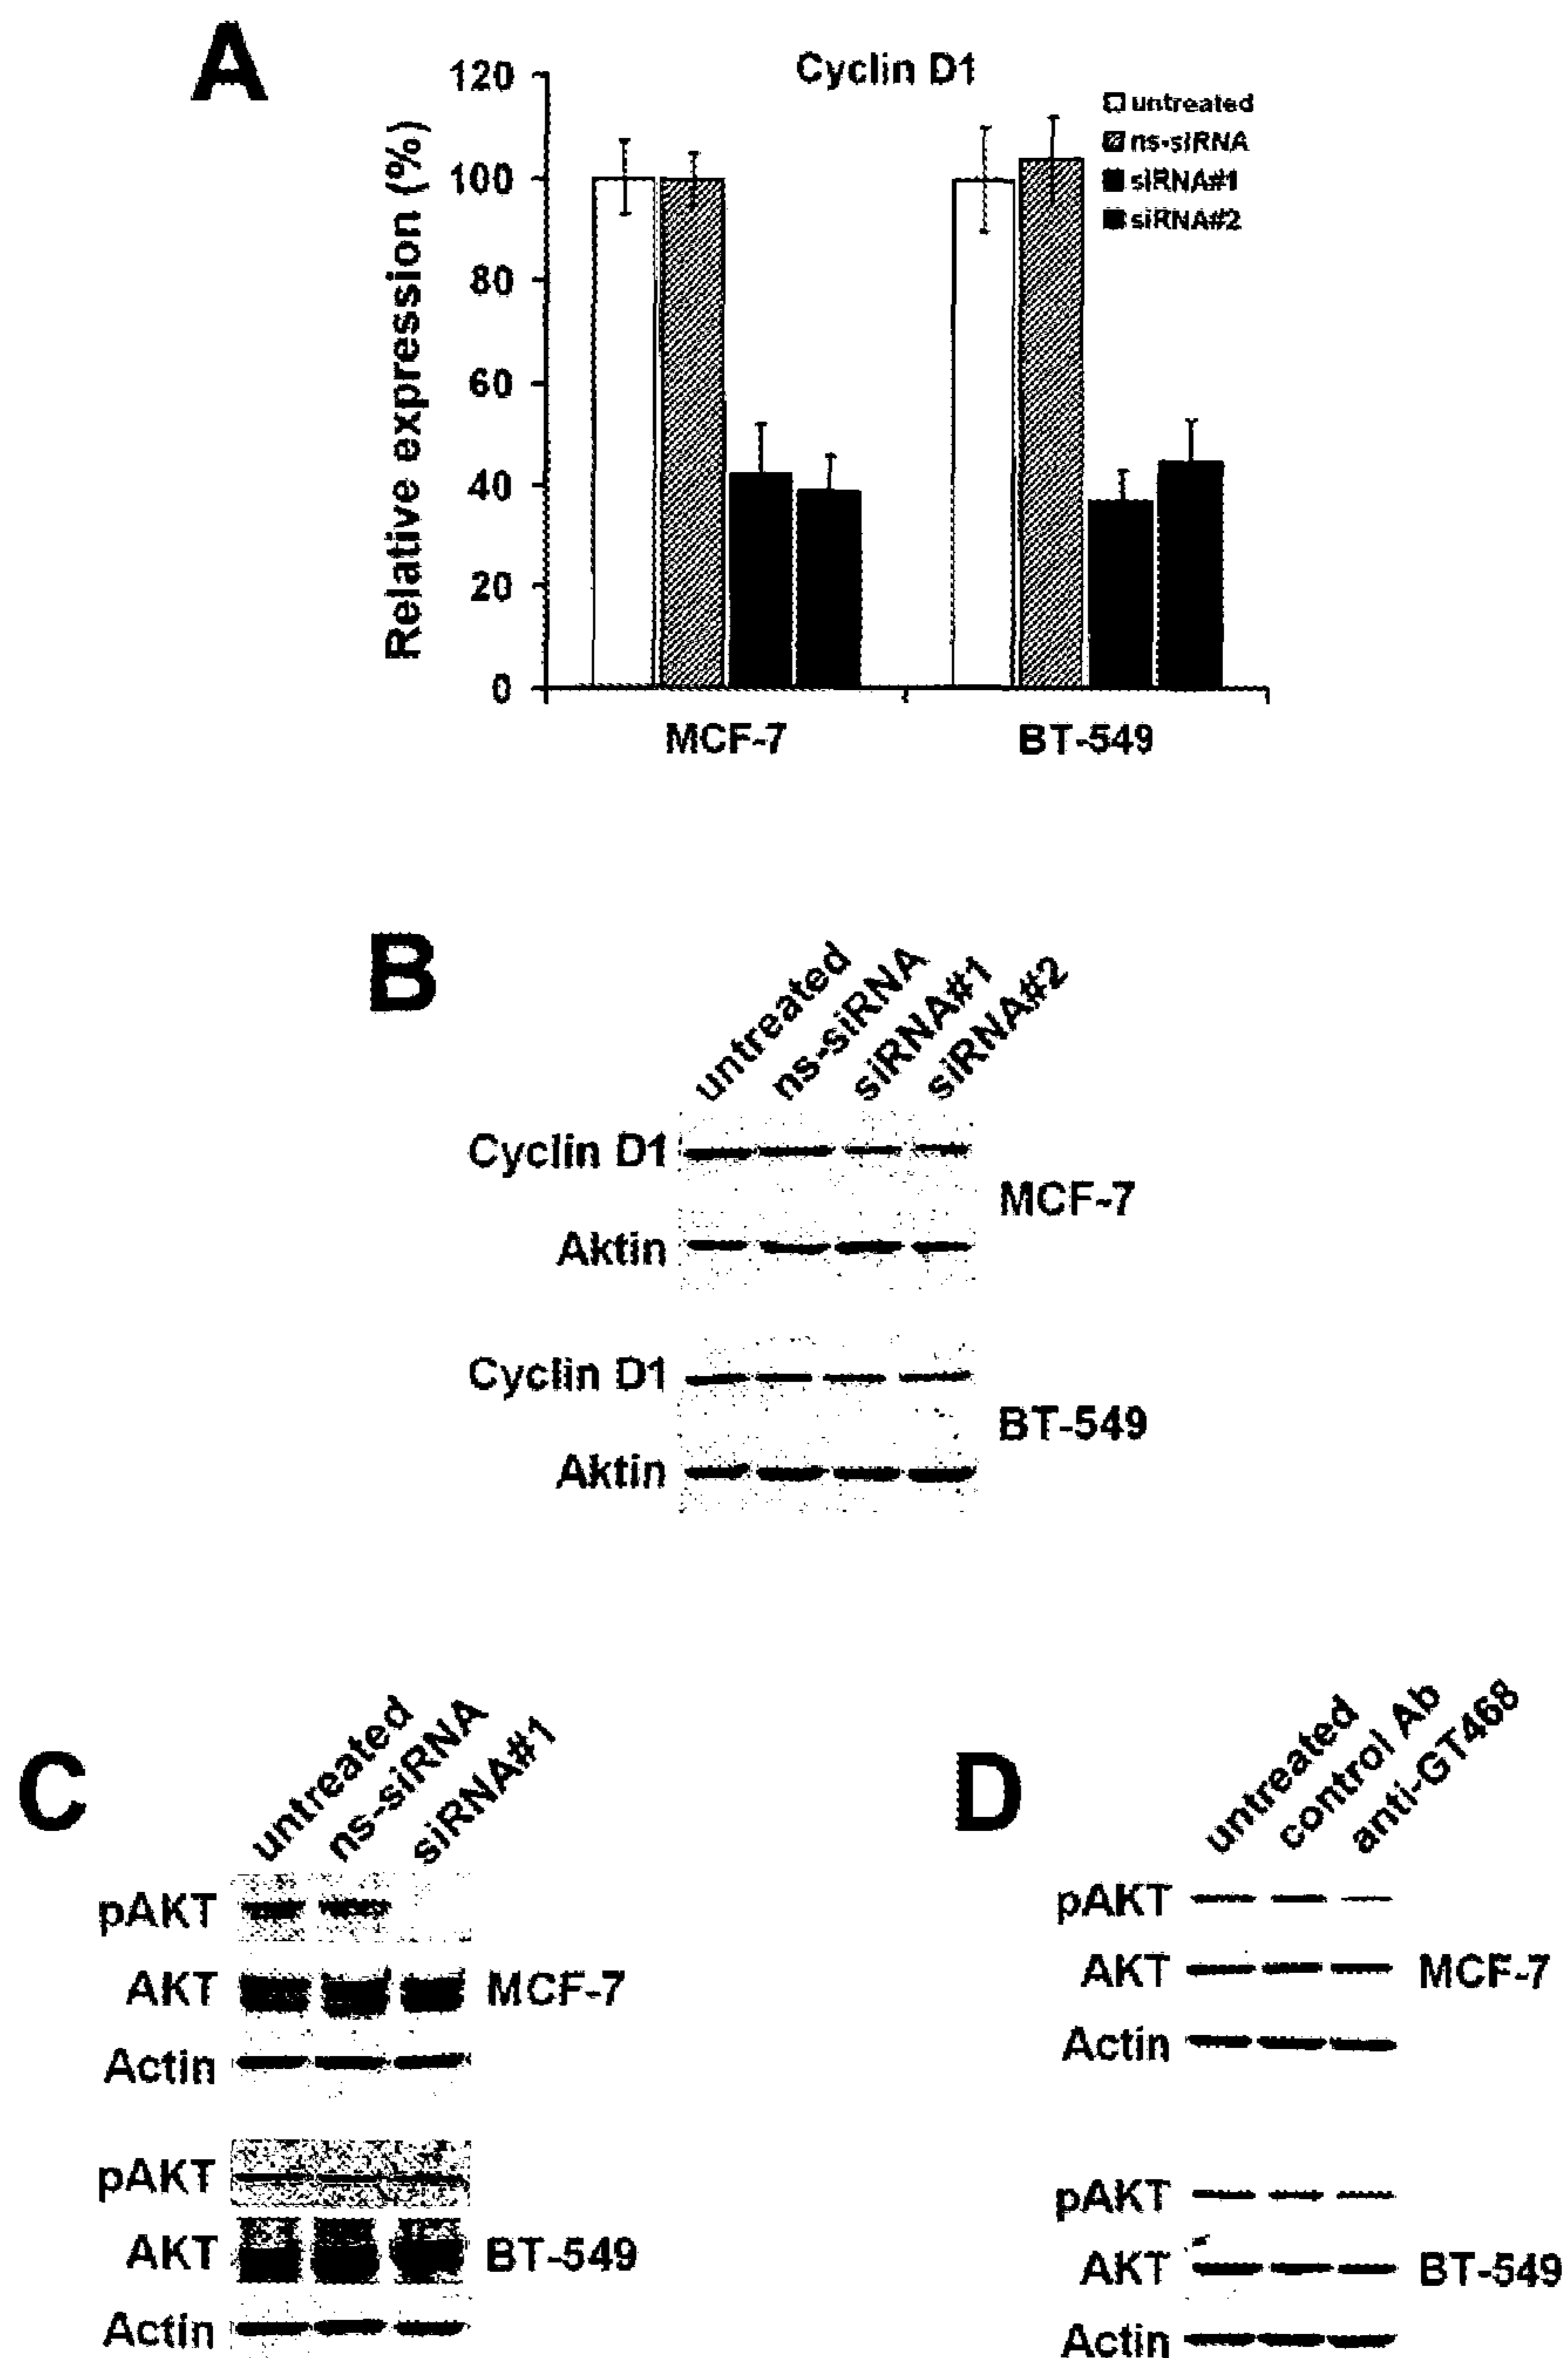 A
Cyclin D1
120
100
80
60
40
20
0
Relative expression (%)
untreated
ns-siRNA
siRNA#1
siRNA#2
MCF-7
BT-549
B
untreated
ns-siRNA
siRNA#1
siRNA#2
Cyclin D1
MCF-7
Aktin
Cyclin D1
BT-549
Aktin
C
untreated
ns-siRNA
siRNA#1
pAKT
AKT
MCF-7
Actin
pAKT
AKT
BT-549
Actin
D
untreated
control Ab
anti-GT468
pAKT
AKT
MCF-7
Actin
pAKT
AKT
BT-549
Actin